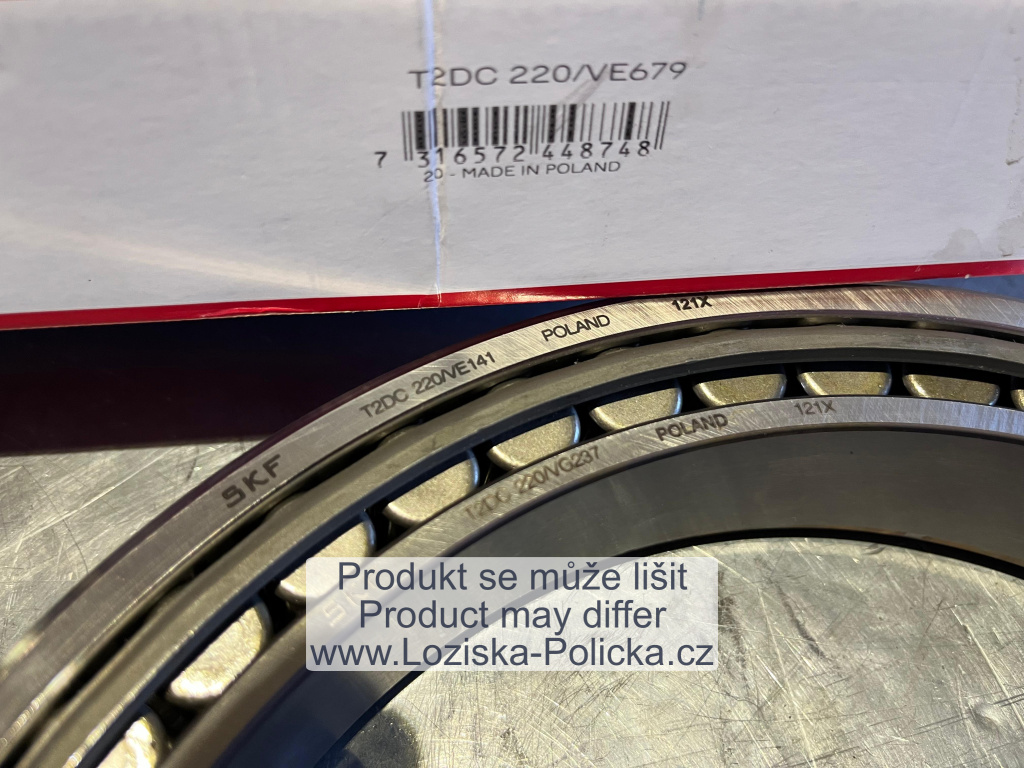 T2DC 220/VE679
7 316572 448748
20 - MADE IN POLAND
SKF T2DC 220/VE141 POLAND 121X
T2DC 220/VG237 POLAND 121X
Produkt se může lišit
Product may differ
www.Loziska-Policka.cz